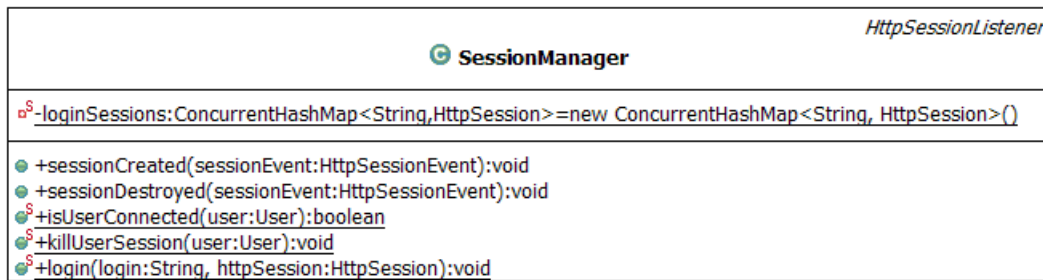 HttpSessionListener
SessionManager
-loginSessions:ConcurrentHashMap<String,HttpSession>=new ConcurrentHashMap<String, HttpSession>()
+sessionCreated(sessionEvent:HttpSessionEvent):void
+sessionDestroyed(sessionEvent:HttpSessionEvent):void
+isUserConnected(user:User):boolean
+killUserSession(user:User):void
+login(login:String, httpSession:HttpSession):void